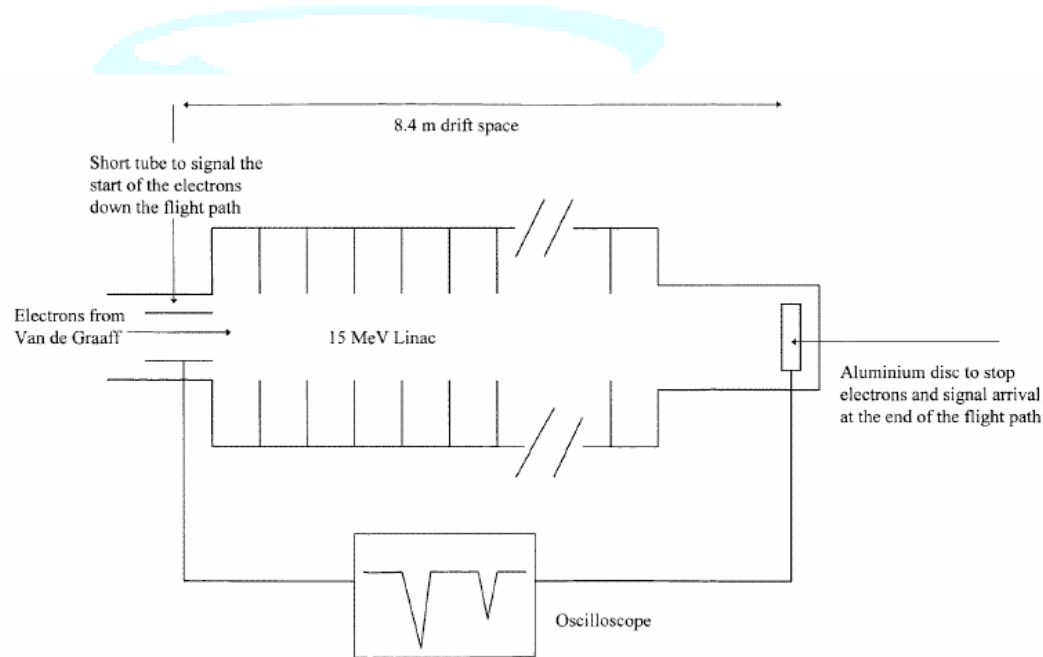 8.4 m drift space
Short tube to signal the
start of the electrons
down the flight path
Electrons from
Van de Graaff
15 MeV Linac
Aluminium disc to stop
electrons and signal arrival
at the end of the flight path
Oscilloscope